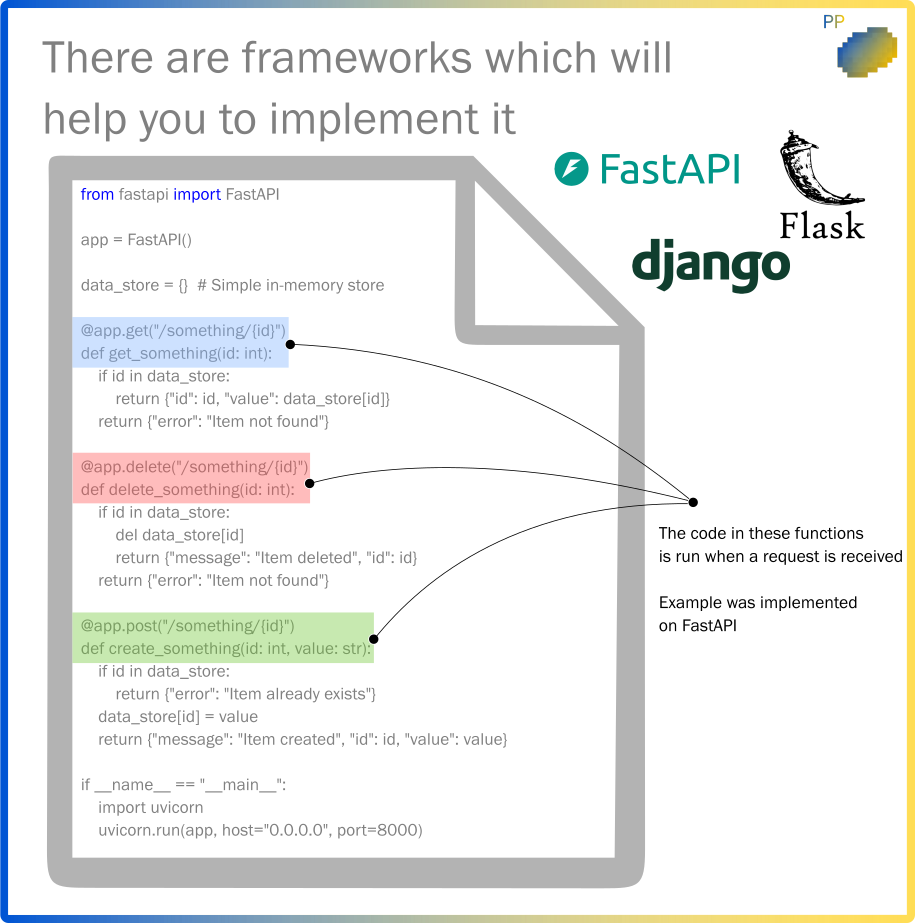 PP
There are frameworks which will
help you to implement it
FastAPI
Flask
django
from fastapi import FastAPI
app = FastAPI()
data_store = {}  # Simple in-memory store
@app.get("/something/{id}")
def get_something(id: int):
    if id in data_store:
        return {"id": id, "value": data_store[id]}
    return {"error": "Item not found"}
@app.delete("/something/{id}")
def delete_something(id: int):
    if id in data_store:
        del data_store[id]
        return {"message": "Item deleted", "id": id}
    return {"error": "Item not found"}
@app.post("/something/{id}")
def create_something(id: int, value: str):
    if id in data_store:
        return {"error": "Item already exists"}
    data_store[id] = value
    return {"message": "Item created", "id": id, "value": value}
if __name__ == "__main__":
    import uvicorn
    uvicorn.run(app, host="0.0.0.0", port=8000)
The code in these functions
is run when a request is received
Example was implemented
on FastAPI